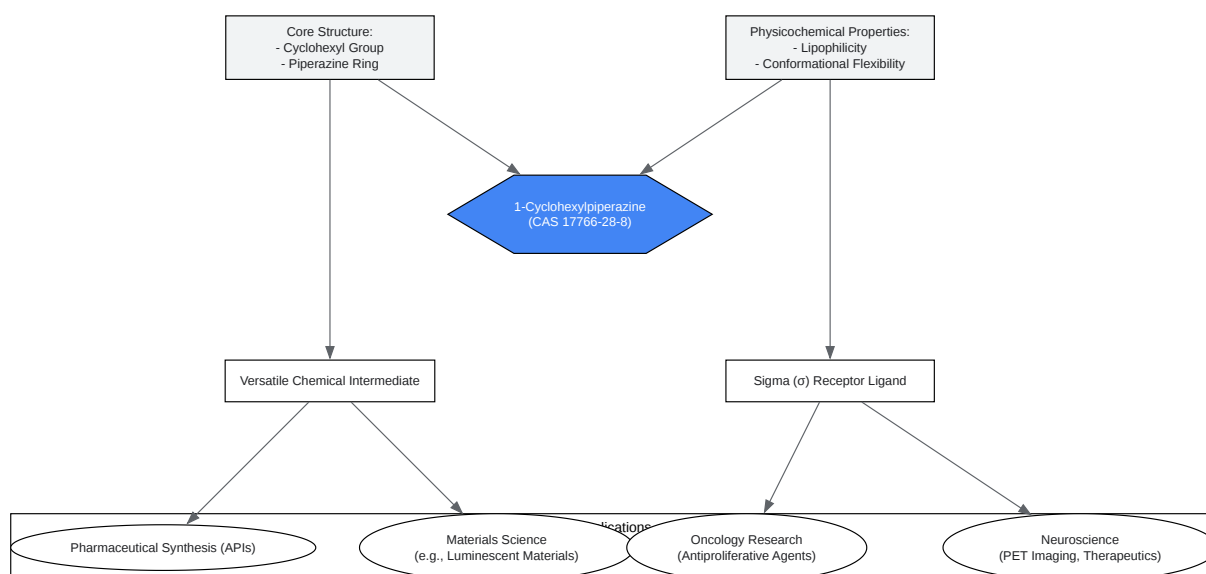 Core Structure:
- Cyclohexyl Group
- Piperazine Ring
Physicochemical Properties:
- Lipophilicity
- Conformational Flexibility
1-Cyclohexylpiperazine
(CAS 17766-28-8)
Versatile Chemical Intermediate
Sigma (σ) Receptor Ligand
Pharmaceutical Synthesis (APIs)
Materials Science
(e.g., Luminescent Materials)
Oncology Research
(Antiproliferative Agents)
Neuroscience
(PET Imaging, Therapeutics)